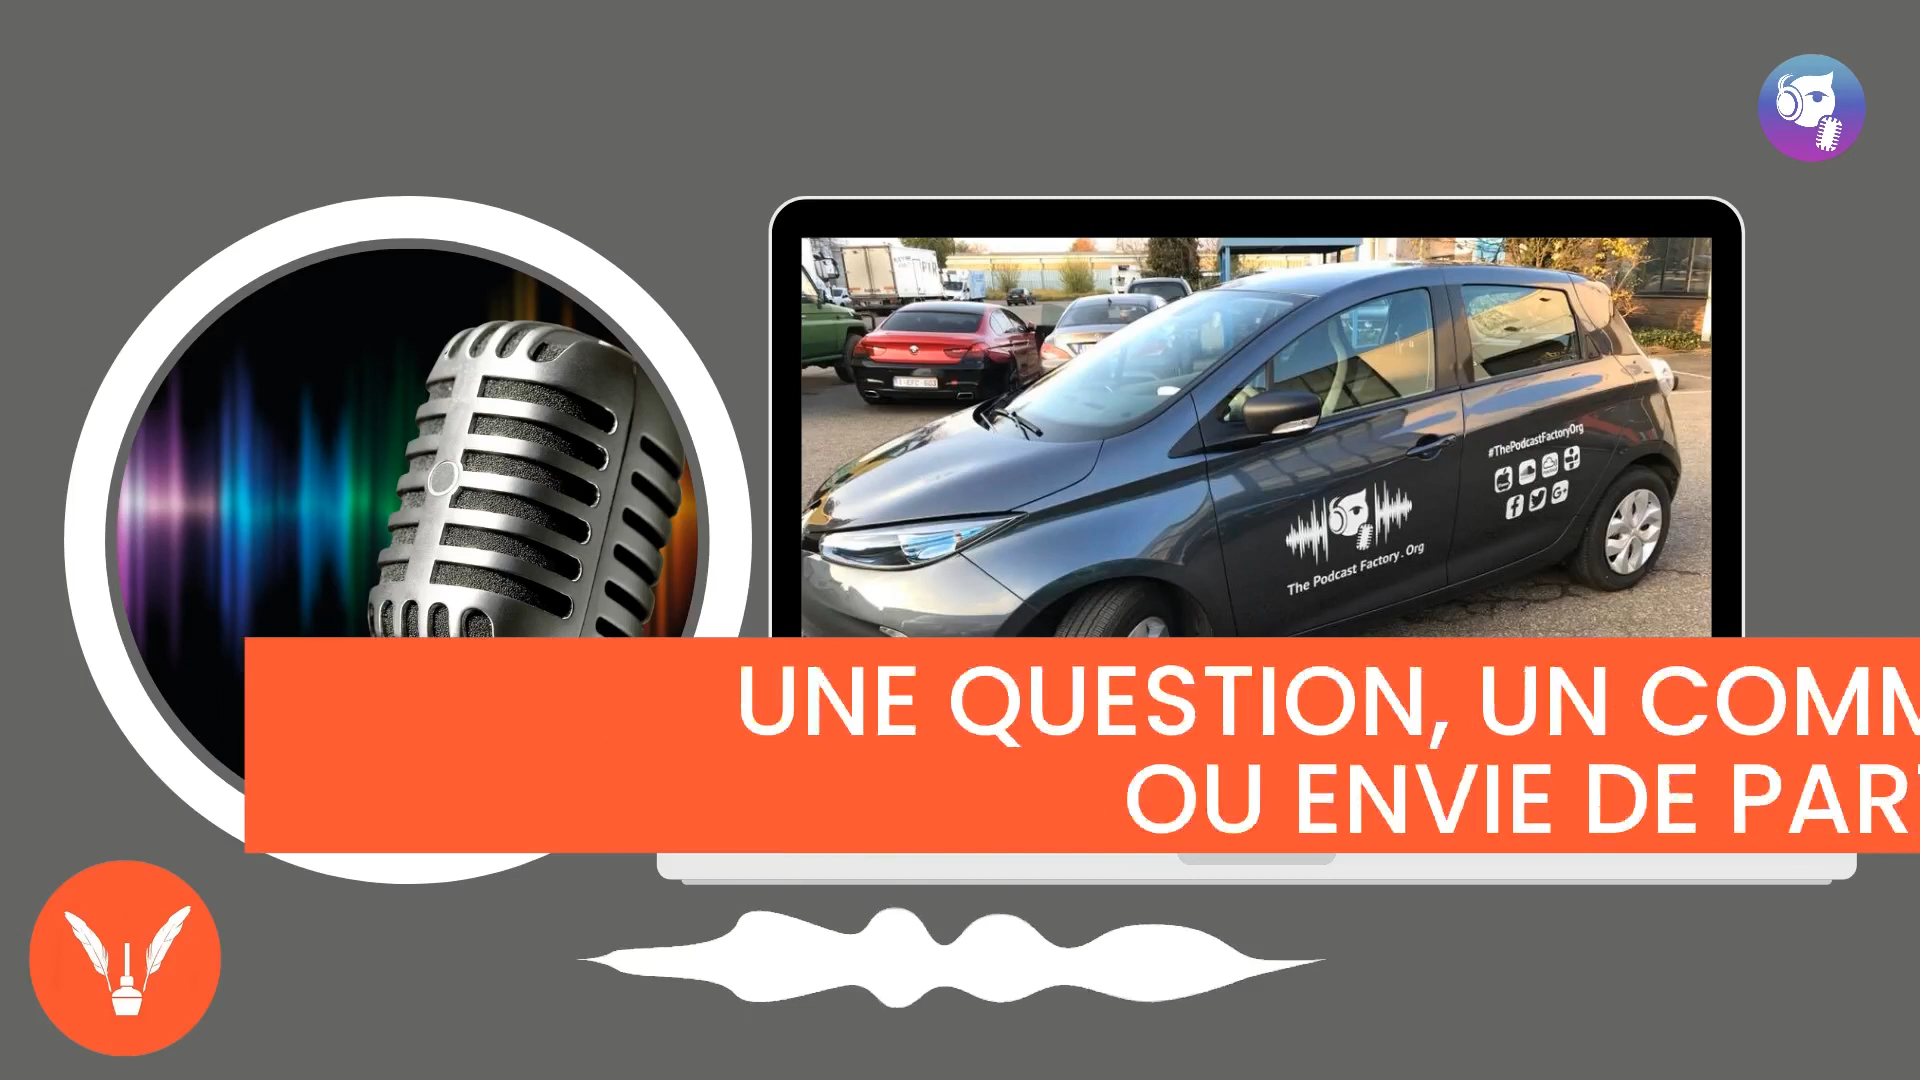 #ThePodcastFactoryOrg
The Podcast Factory.Org
UNE QUESTION, UN COMM
OU ENVIE DE PAR